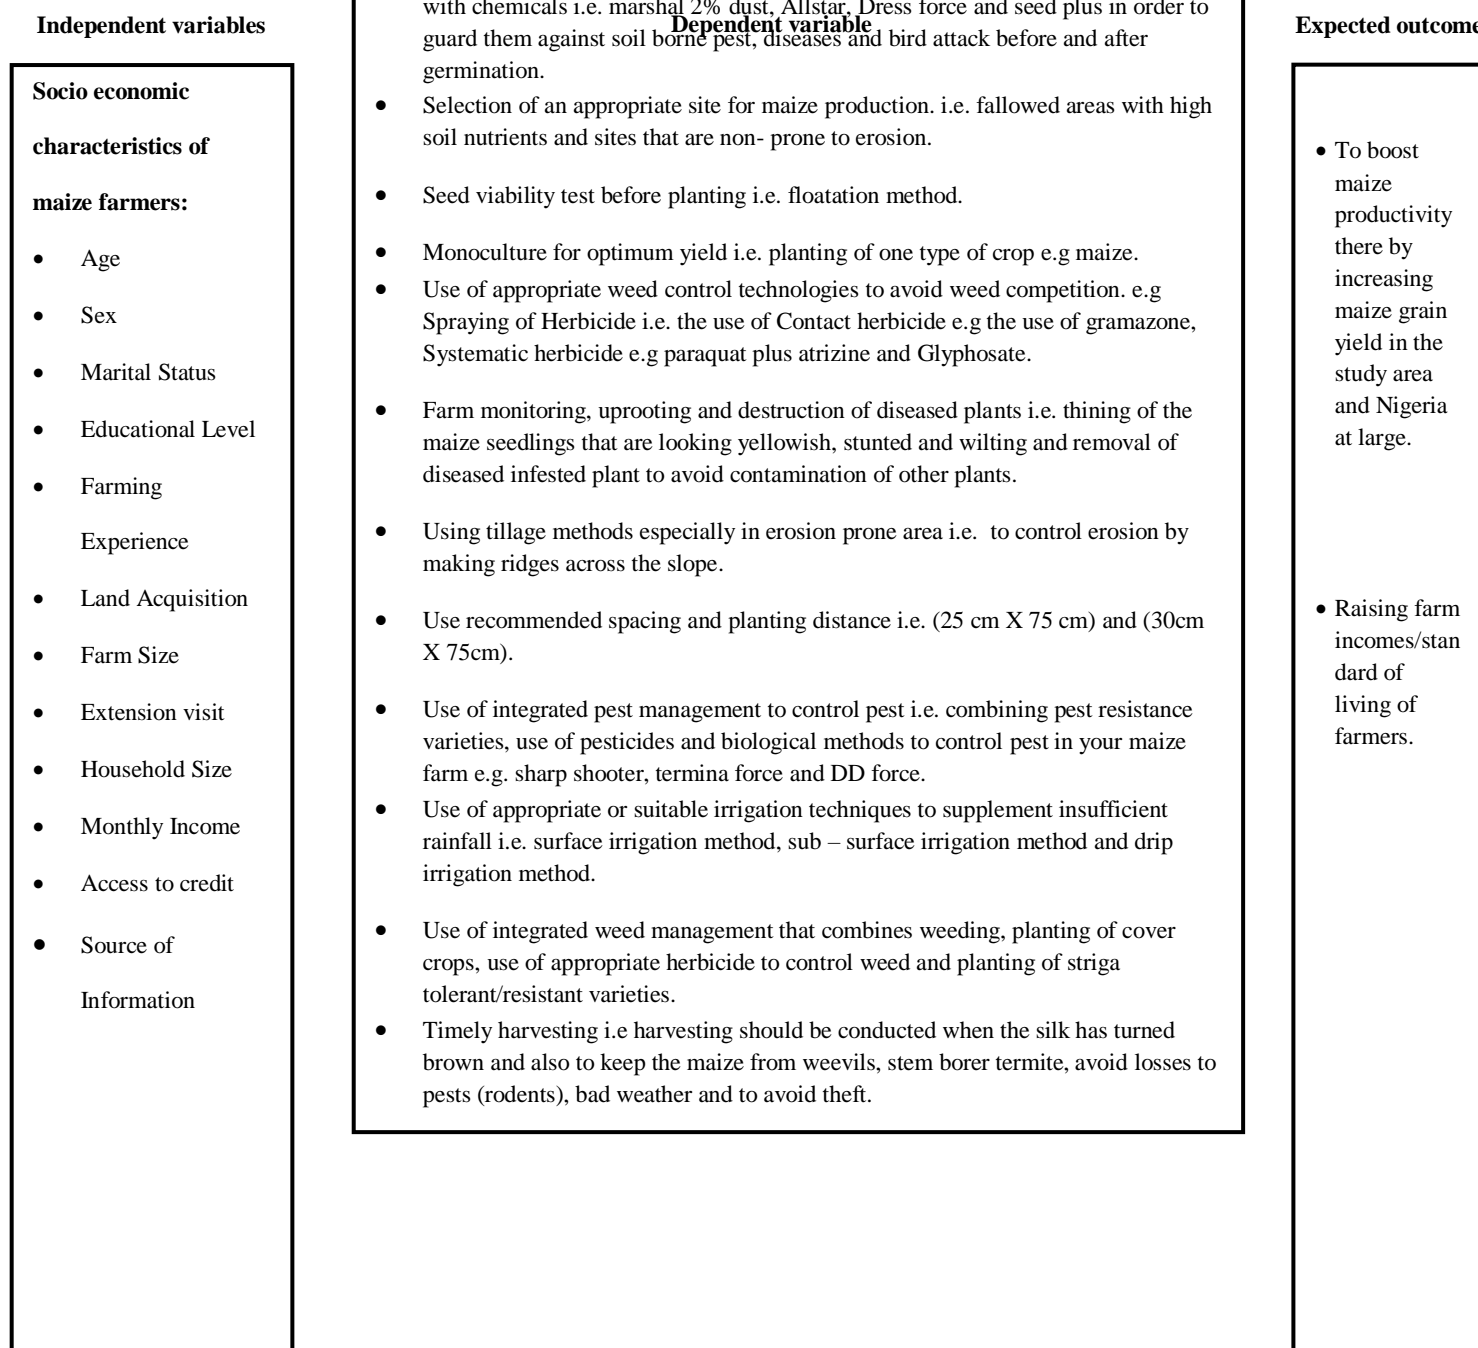 Independent variables
Socio economic
characteristics of
maize farmers:
• Age
• Sex
• Marital Status
• Educational Level
• Farming
Experience
• Land Acquisition
• Farm Size
• Extension visit
• Household Size
• Monthly Income
• Access to credit
• Source of
Information
Dependent variable
with chemicals i.e. marshal 2% dust, Allstar, Dress force and seed plus in order to
guard them against soil borne pest, diseases and bird attack before and after
germination.
• Selection of an appropriate site for maize production. i.e. fallowed areas with high
soil nutrients and sites that are non- prone to erosion.
• Seed viability test before planting i.e. floatation method.
• Monoculture for optimum yield i.e. planting of one type of crop e.g maize.
• Use of appropriate weed control technologies to avoid weed competition. e.g
Spraying of Herbicide i.e. the use of Contact herbicide e.g the use of gramazone,
Systematic herbicide e.g paraquat plus atrizine and Glyphosate.
• Farm monitoring, uprooting and destruction of diseased plants i.e. thining of the
maize seedlings that are looking yellowish, stunted and wilting and removal of
diseased infested plant to avoid contamination of other plants.
• Using tillage methods especially in erosion prone area i.e. to control erosion by
making ridges across the slope.
• Use recommended spacing and planting distance i.e. (25 cm X 75 cm) and (30cm
X 75cm).
• Use of integrated pest management to control pest i.e. combining pest resistance
varieties, use of pesticides and biological methods to control pest in your maize
farm e.g. sharp shooter, termina force and DD force.
• Use of appropriate or suitable irrigation techniques to supplement insufficient
rainfall i.e. surface irrigation method, sub – surface irrigation method and drip
irrigation method.
• Use of integrated weed management that combines weeding, planting of cover
crops, use of appropriate herbicide to control weed and planting of striga
tolerant/resistant varieties.
• Timely harvesting i.e harvesting should be conducted when the silk has turned
brown and also to keep the maize from weevils, stem borer termite, avoid losses to
pests (rodents), bad weather and to avoid theft.
Expected outcome
• To boost
maize
productivity
there by
increasing
maize grain
yield in the
study area
and Nigeria
at large.
• Raising farm
incomes/stan
dard of
living of
farmers.